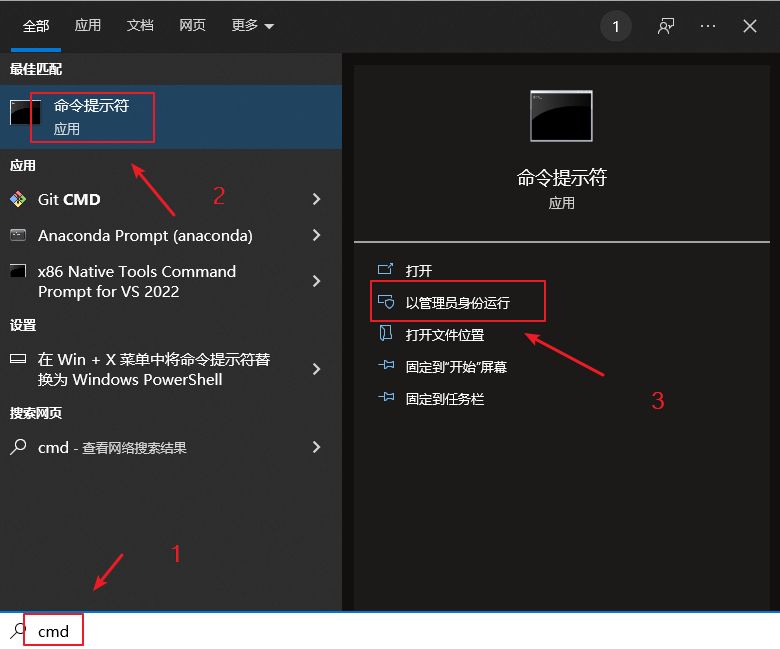 全部 应用 文档 网页 更多 1 ···
最佳匹配
命令提示符
应用
应用
Git CMD
Anaconda Prompt (anaconda)
x86 Native Tools Command
Prompt for VS 2022
设置
在 Win + X 菜单中将命令提示符替
换为 Windows PowerShell
搜索网页
cmd - 查看网络搜索结果
2
1
cmd
命令提示符
应用
打开
以管理员身份运行
打开文件位置
固定到"开始"屏幕
固定到任务栏
3